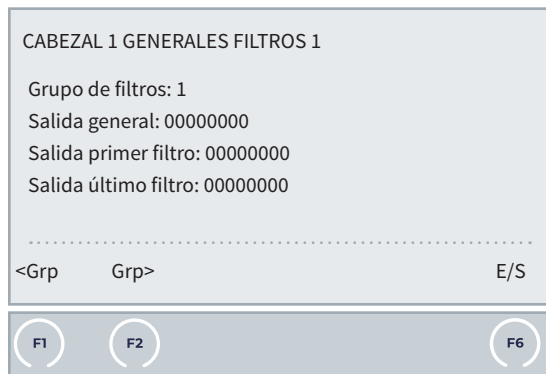 CABEZAL 1 GENERALES FILTROS 1
Grupo de filtros: 1
Salida general: 00000000
Salida primer filtro: 00000000
Salida último filtro: 00000000
<Grp Grp> E/S
F1 F2 F6